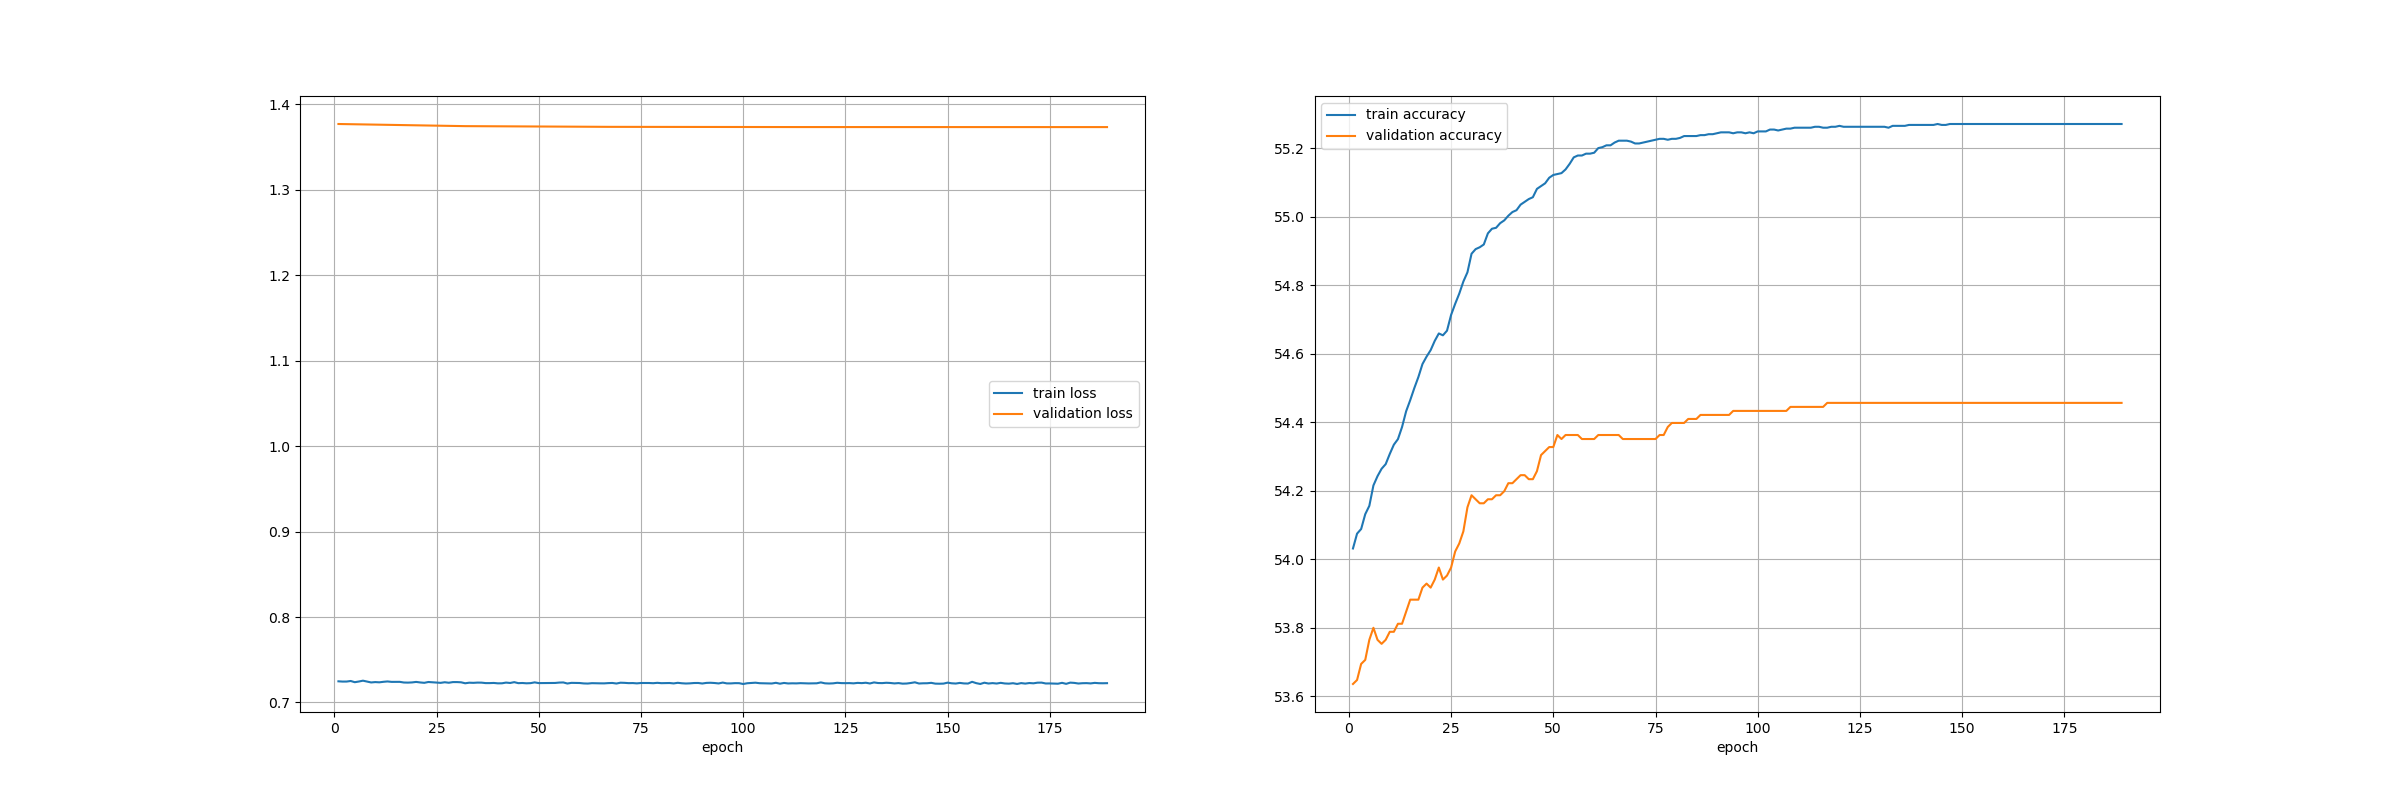 1.4
1.3
1.2
1.1
1.0
0.9
0.8
0.7
0 25 50 75 100 125 150 175
epoch
train loss
validation loss
55.2
55.0
54.8
54.6
54.4
54.2
54.0
53.8
53.6
0 25 50 75 100 125 150 175
epoch
train accuracy
validation accuracy